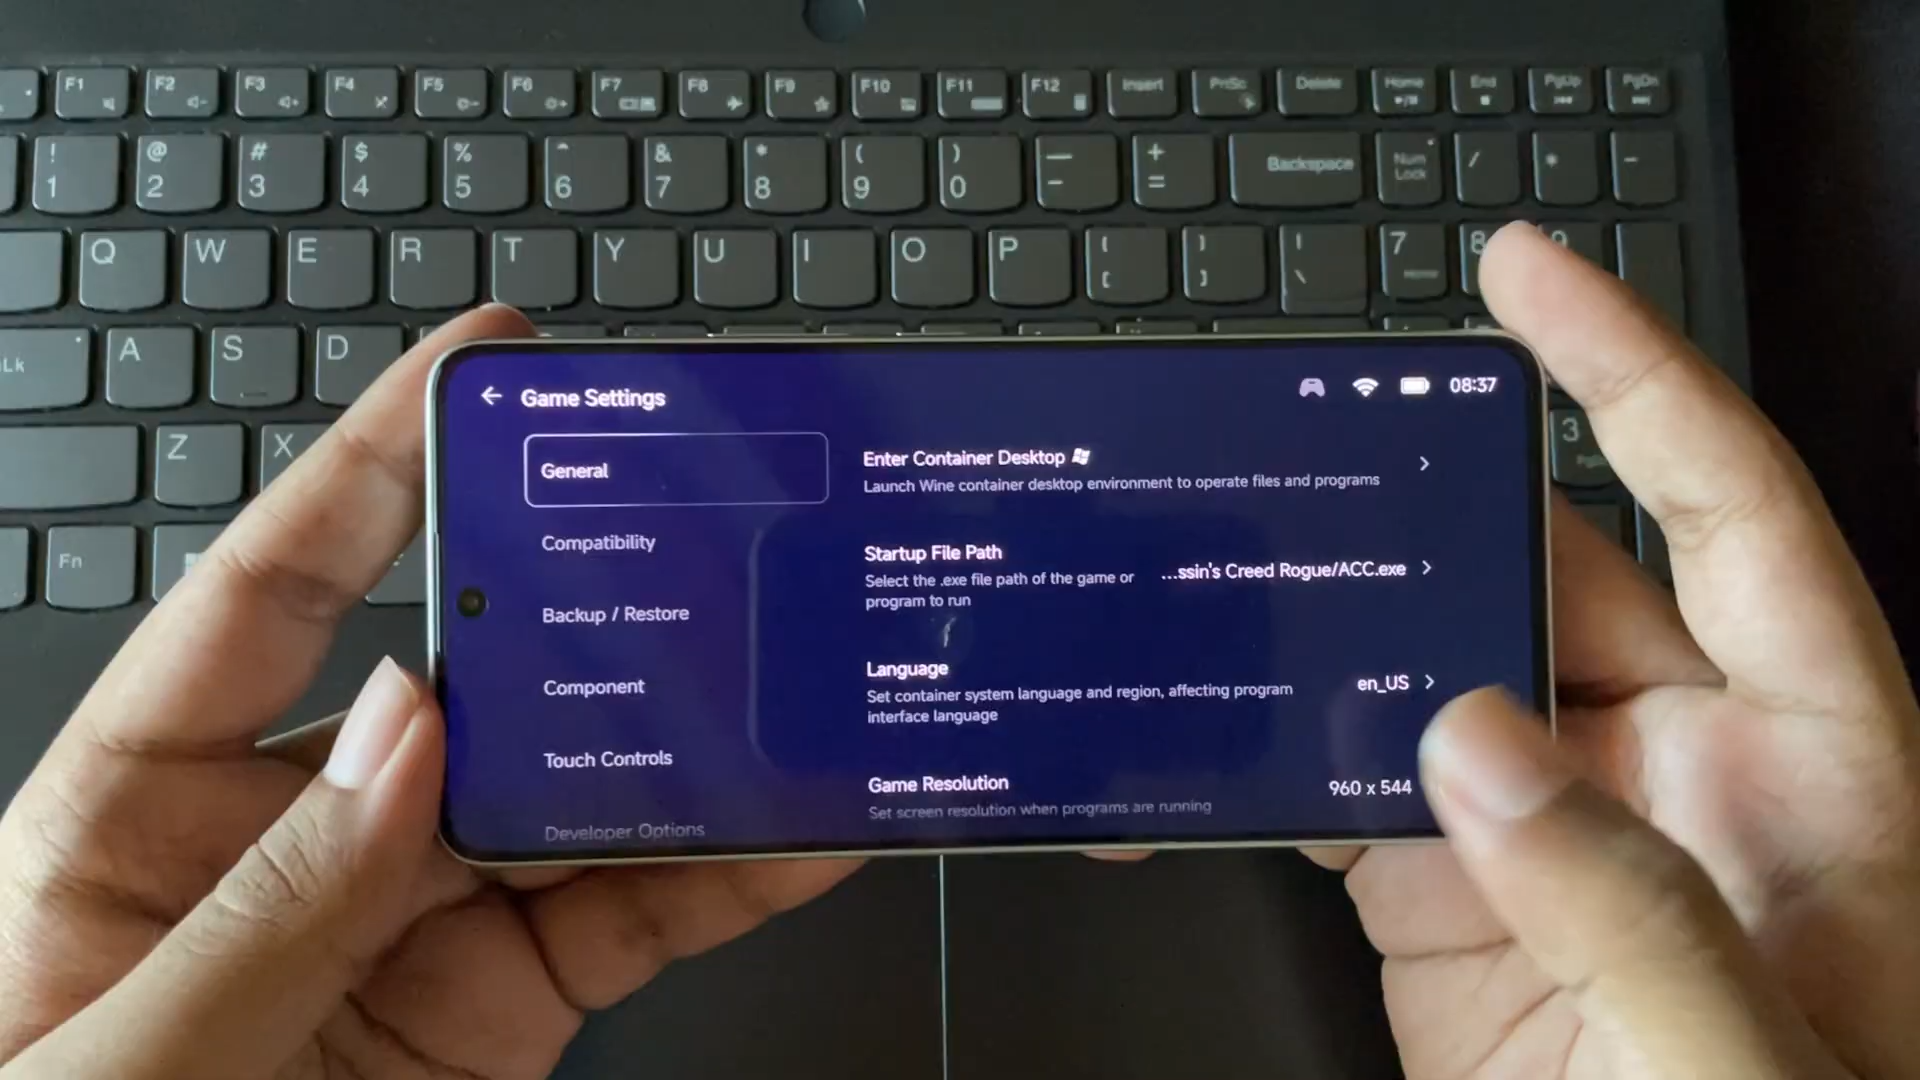 F1 F2 F3 F4 F5 F6 F7 F8 F9 F10 F11 F12 Insert PrtSc Delete Home End PgUp PgDn
! @ # $ % ^ & * ( ) — +
1 2 3 4 5 6 7 8 9 0 - = Backspace Num Lock / * -
Q W E R T Y U I O P { } | 7 8 9
[ ] \ Home
Lk A S D
Z X 3
Fn
← Game Settings 08:37
General
Compatibility
Backup / Restore
Component
Touch Controls
Developer Options
Enter Container Desktop
Launch Wine container desktop environment to operate files and programs
Startup File Path
Select the .exe file path of the game or
program to run
...ssin's Creed Rogue/ACC.exe
Language
Set container system language and region, affecting program
interface language
en_US
Game Resolution
Set screen resolution when programs are running
960 x 544